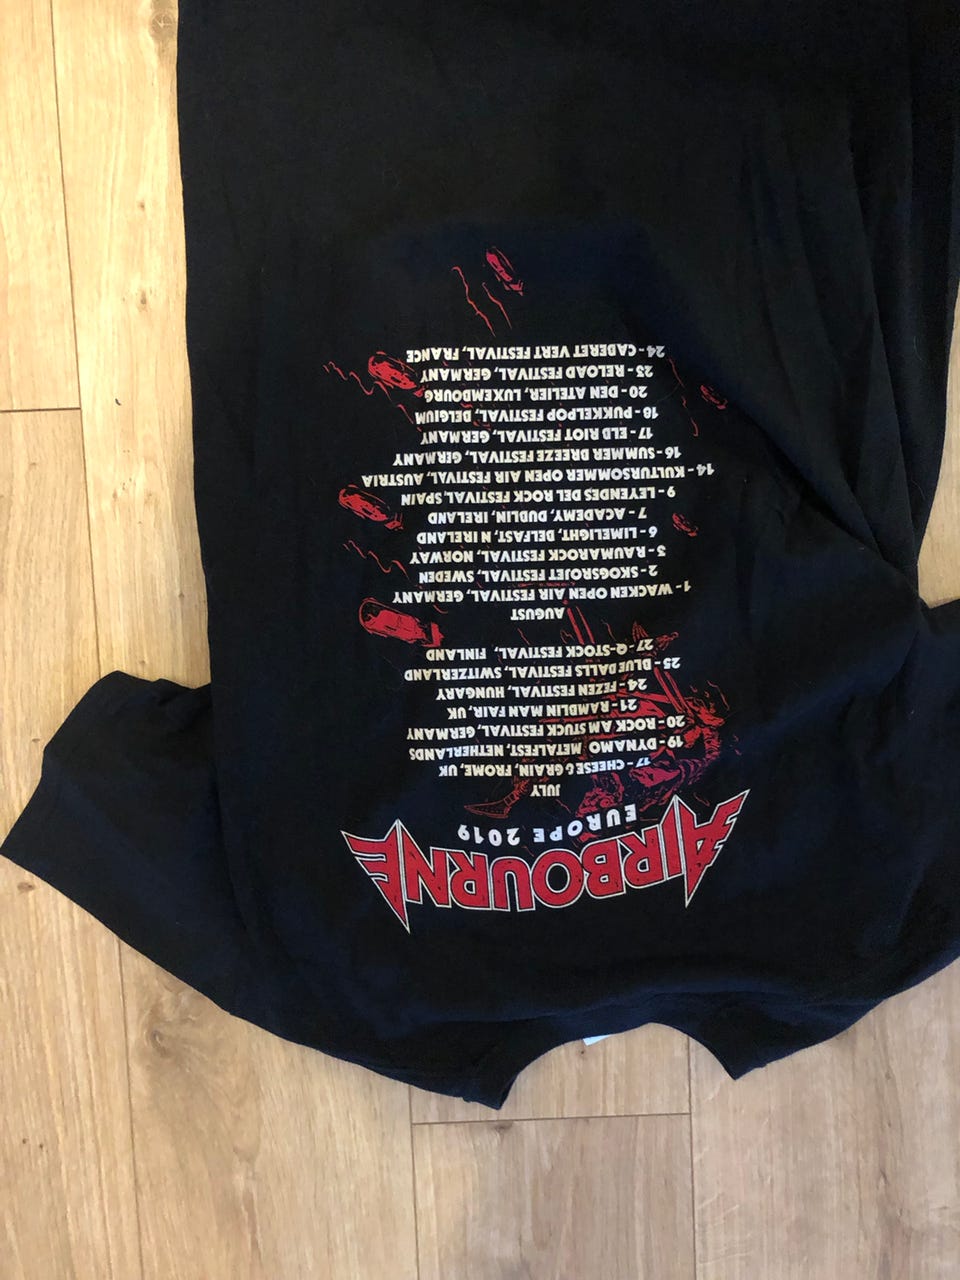 AIRBOURNE
EUROPE 2019
JULY
17 - CHEESE & GRAIN, FROME, UK
19 - DYNAMO METALFEST, NETHERLANDS
20 - ROCK AM STUCK FESTIVAL, GERMANY
21 - RAMBLIN MAN FAIR, UK
24 - FEZEN FESTIVAL, HUNGARY
25 - BLUE BALLS FESTIVAL, SWITZERLAND
27 - Q-STOCK FESTIVAL, FINLAND
AUGUST
1 - WACKEN OPEN AIR FESTIVAL, GERMANY
2 - SKOGSROJET FESTIVAL, SWEDEN
3 - RAUMAROCK FESTIVAL, NORWAY
6 - LIMELIGHT, BELFAST, N IRELAND
7 - ACADEMY, DUBLIN, IRELAND
9 - LEYENDES DEL ROCK FESTIVAL, SPAIN
14 - KULTURSOMMER OPEN AIR FESTIVAL, AUSTRIA
16 - SUMMER BREEZE FESTIVAL, GERMANY
17 - ELB RIOT FESTIVAL, GERMANY
18 - PUKKELPOP FESTIVAL, BELGIUM
20 - DEN ATELIER, LUXEMBOURG
23 - RELOAD FESTIVAL, GERMANY
24 - CABERET VERT FESTIVAL, FRANCE